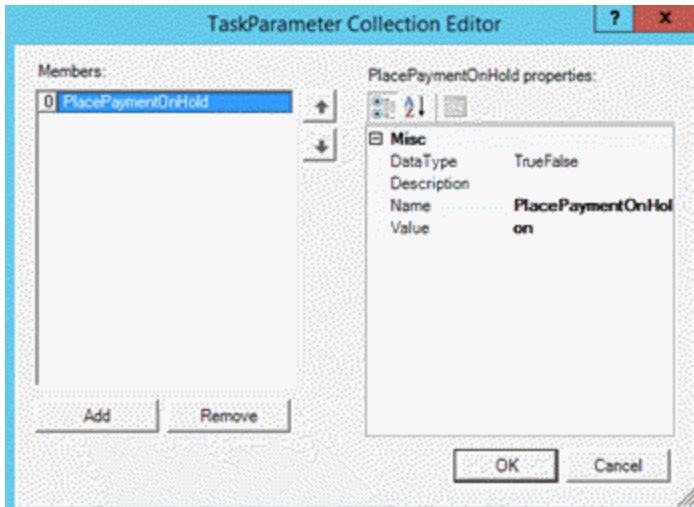 TaskParameter Collection Editor
? x
Members:
0 PlacePaymentOnHold
PlacePaymentOnHold properties:
Misc
DataType TrueFalse
Description
Name PlacePaymentOnHol
Value on
Add Remove
OK Cancel